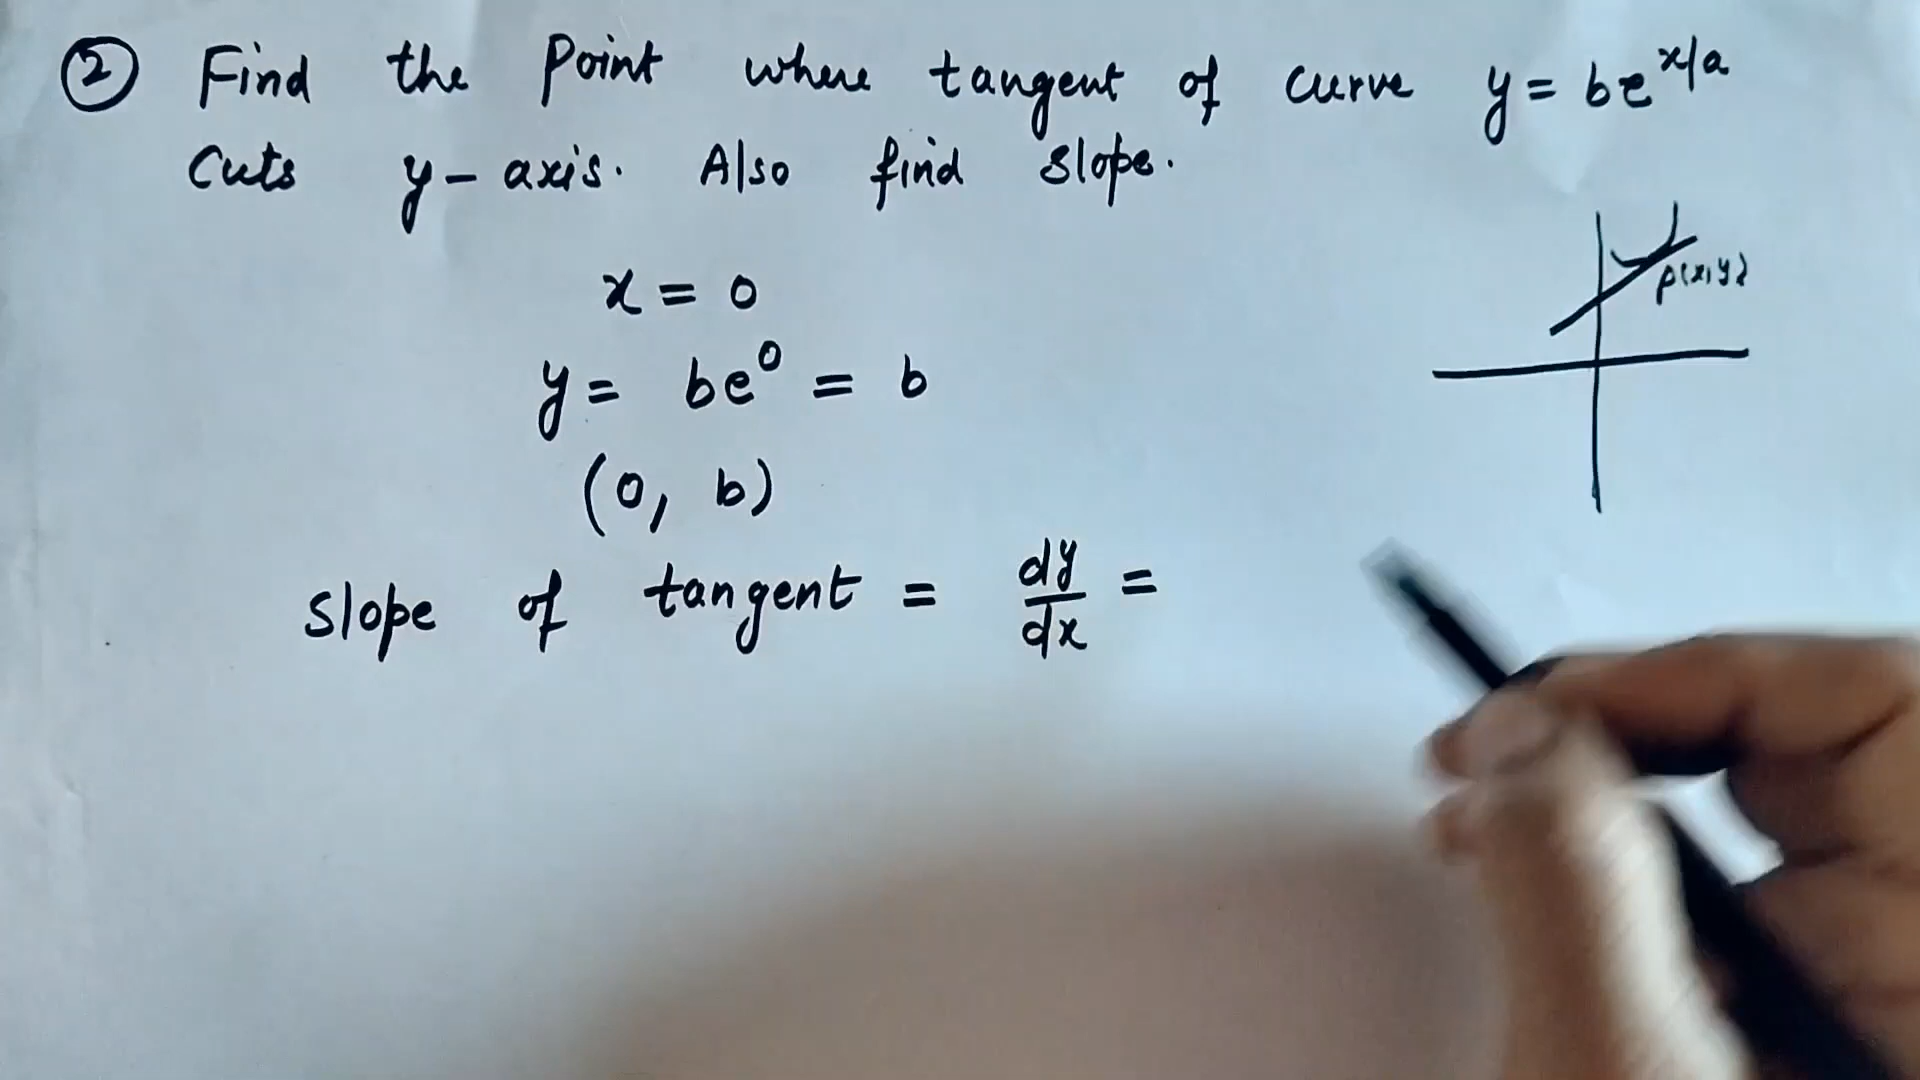 ② Find the Point where tangent of curve y = be^x/a
Cuts y-axis. Also find slope.
x = 0
P(x,y)
y = be^0 = b
(0, b)
Slope of tangent = dy/dx =